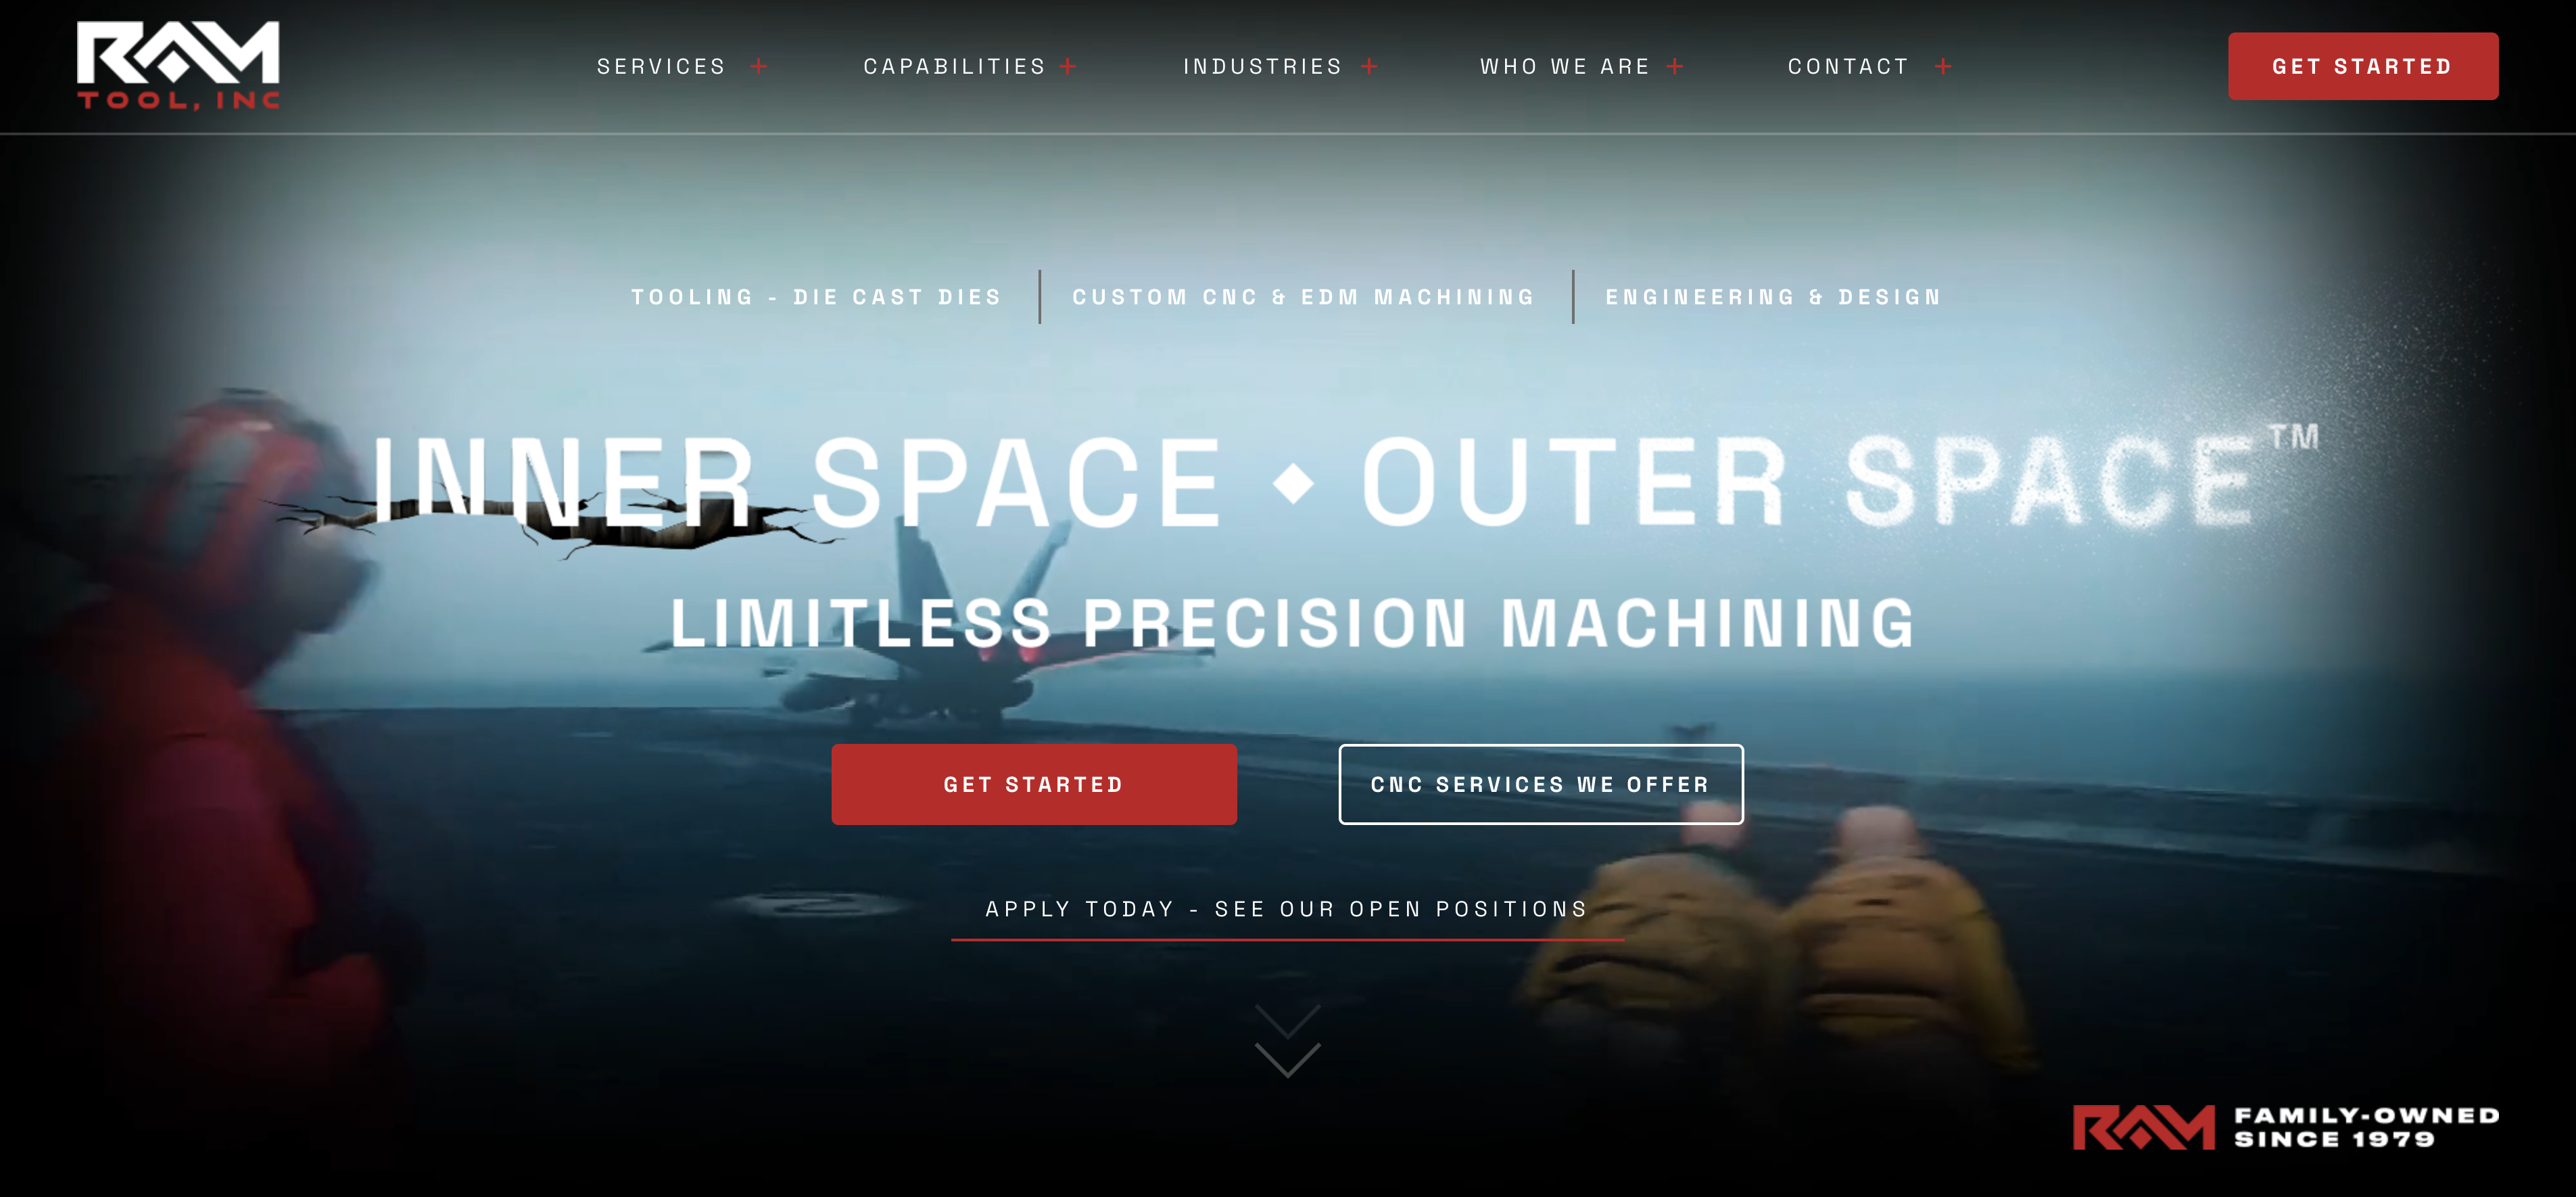 RAM
TOOL, INC
SERVICES +
CAPABILITIES +
INDUSTRIES +
WHO WE ARE +
CONTACT +
GET STARTED
TOOLING - DIE CAST DIES
CUSTOM CNC & EDM MACHINING
ENGINEERING & DESIGN
INNER SPACE ◆ OUTER SPACE™
LIMITLESS PRECISION MACHINING
GET STARTED
CNC SERVICES WE OFFER
2
APPLY TODAY - SEE OUR OPEN POSITIONS
RAM
FAMILY-OWNED
SINCE 1979